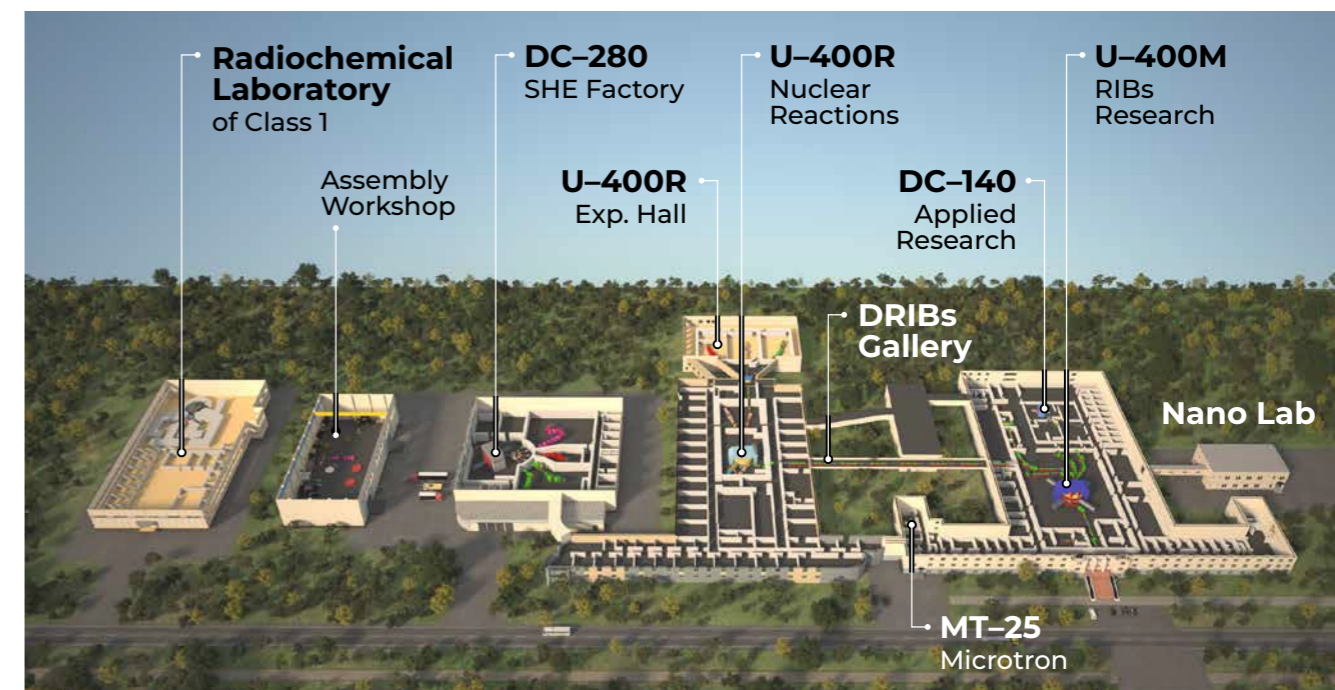 Radiochemical
Laboratory
of Class 1
DC–280
SHE Factory
U–400R
Nuclear
Reactions
U–400M
RIBs
Research
Assembly
Workshop
U–400R
Exp. Hall
DC–140
Applied
Research
DRIBs
Gallery
Nano Lab
MT–25
Microtron